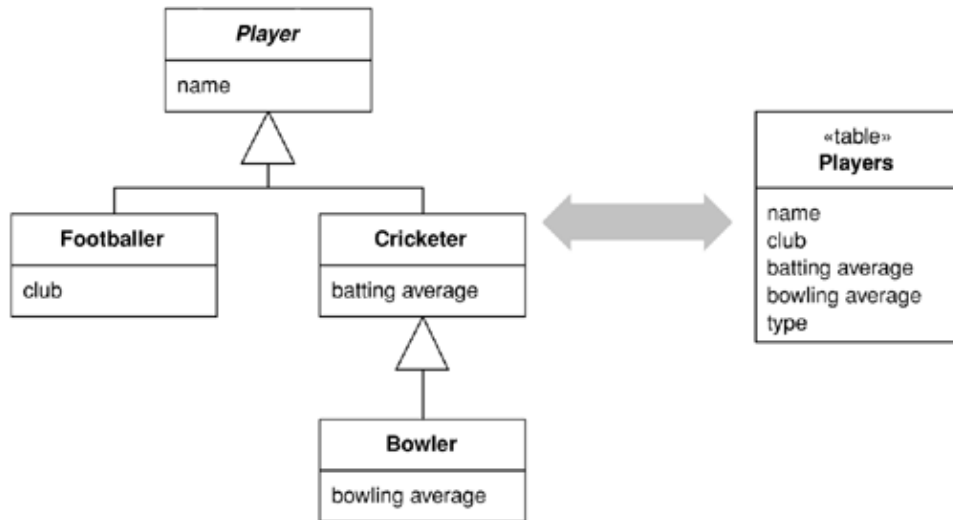 Player
name
Footballer
club
Cricketer
batting average
Bowler
bowling average
«table»
Players
name
club
batting average
bowling average
type